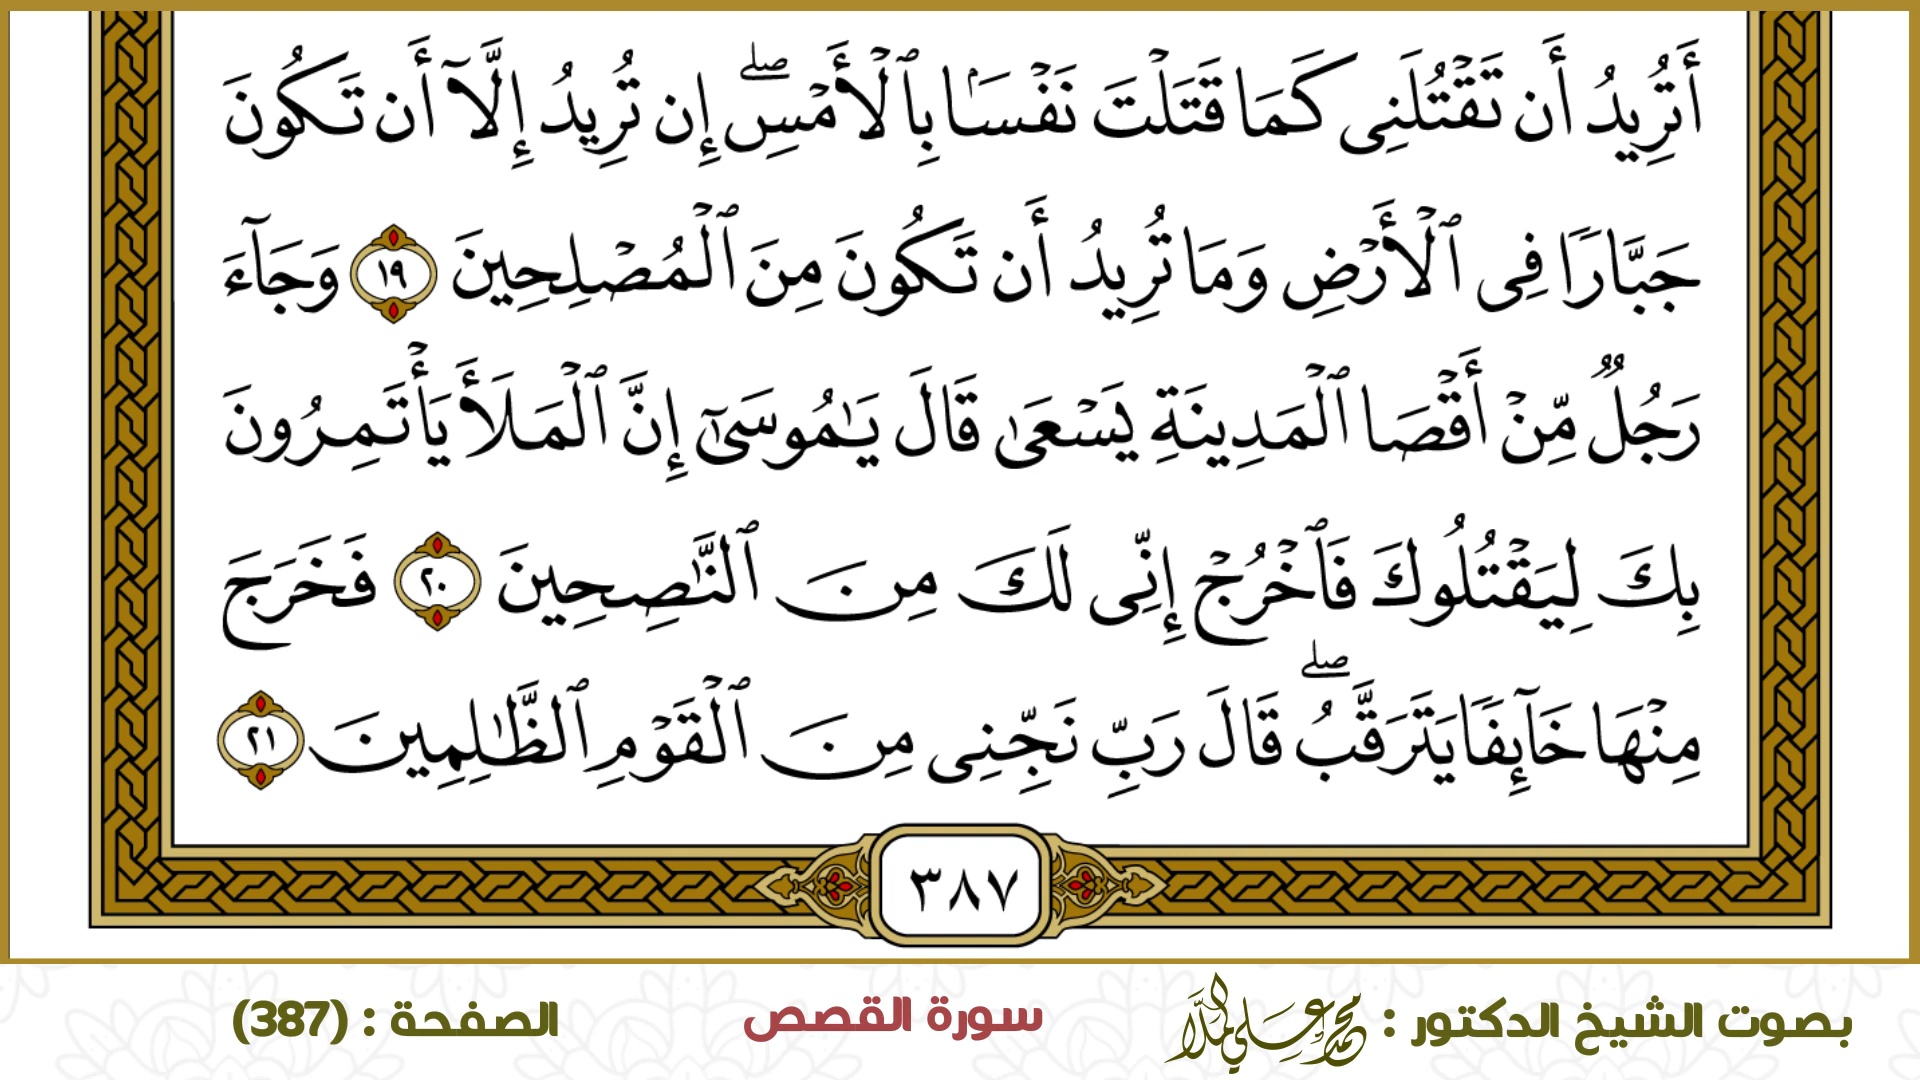 أَتُرِيدُ أَن تَقۡتُلَنِي كَمَا قَتَلۡتَ نَفۡسَۢا بِٱلۡأَمۡسِۖ إِن تُرِيدُ إِلَّآ أَن تَكُونَ
جَبَّارٗا فِي ٱلۡأَرۡضِ وَمَا تُرِيدُ أَن تَكُونَ مِنَ ٱلۡمُصۡلِحِينَ ١٩ وَجَآءَ
رَجُلٞ مِّنۡ أَقۡصَا ٱلۡمَدِينَةِ يَسۡعَىٰ قَالَ يَٰمُوسَىٰٓ إِنَّ ٱلۡمَلَأَ يَأۡتَمِرُونَ
بِكَ لِيَقۡتُلُوكَ فَٱخۡرُجۡ إِنِّي لَكَ مِنَ ٱلنَّٰصِحِينَ ٢٠ فَخَرَجَ
مِنۡهَا خَآئِفٗا يَتَرَقَّبُۖ قَالَ رَبِّ نَجِّنِي مِنَ ٱلۡقَوۡمِ ٱلظَّٰلِمِينَ ٢١
٣٨٧
بصوت الشيخ الدكتور : محمد علي الملا
سورة القصص
الصفحة : (387)